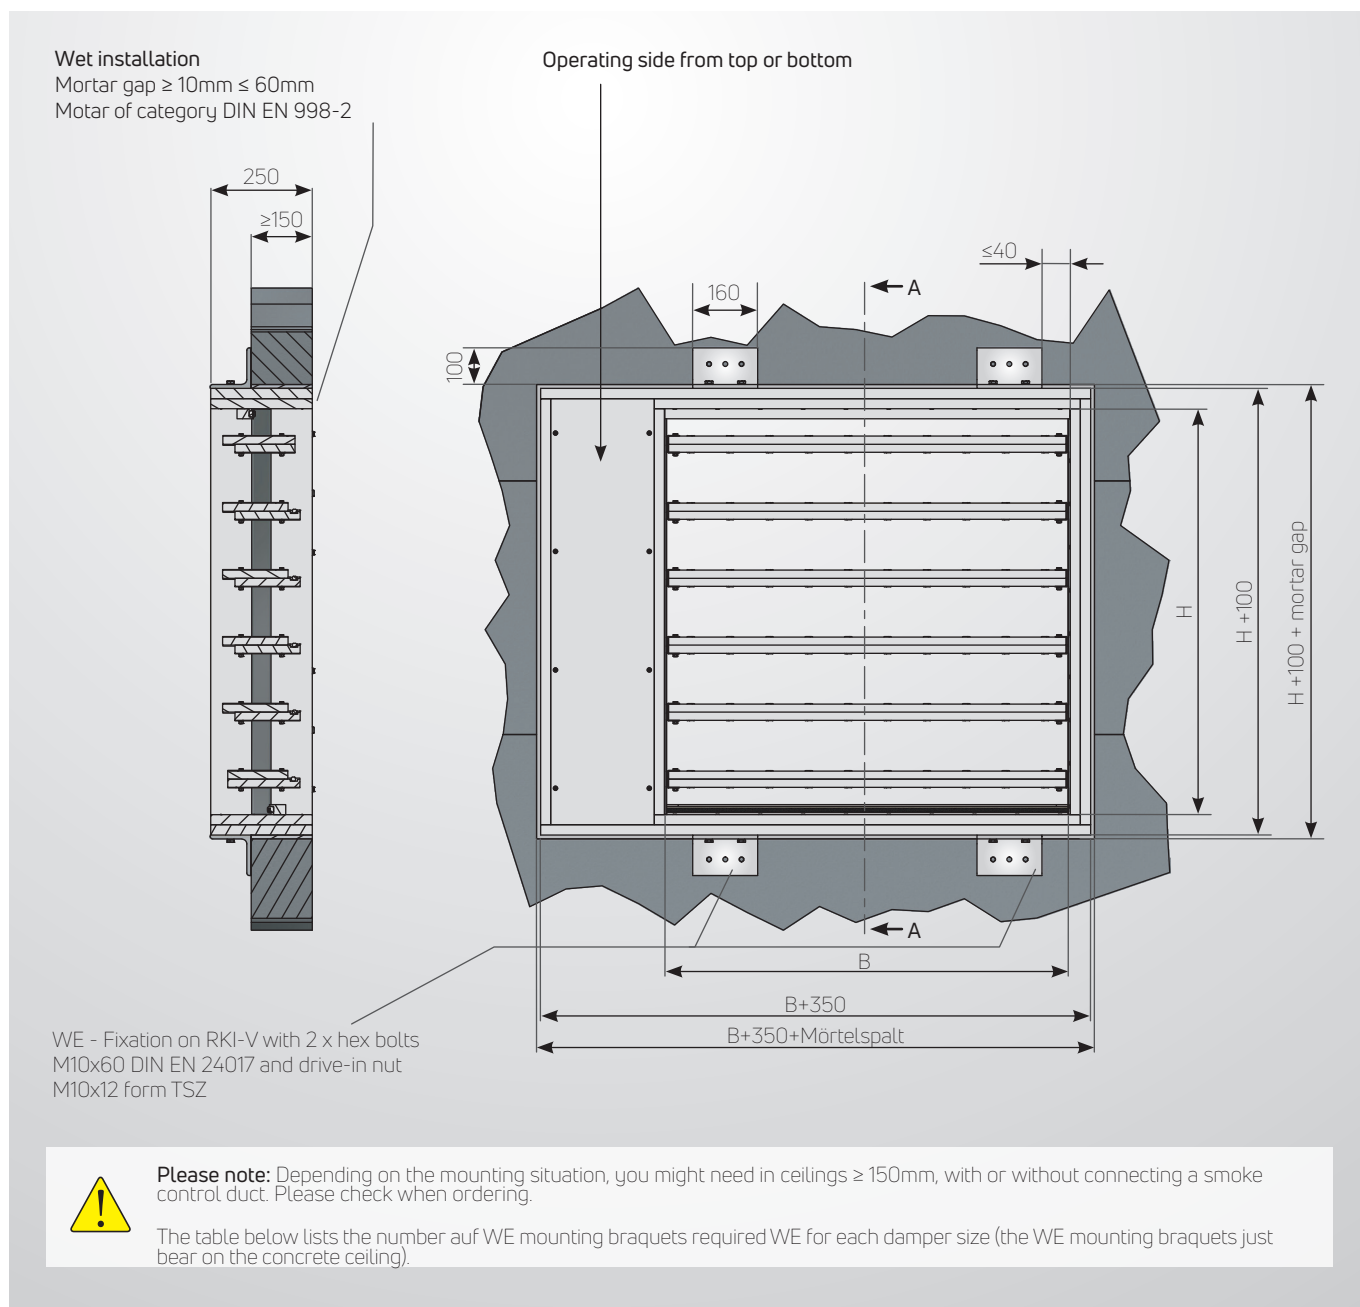 Wet installation
Mortar gap ≥ 10mm ≤ 60mm
Motar of category DIN EN 998-2
Operating side from top or bottom
250
≥150
≤40
160
A
100
H
H +100
H +100 + mortar gap
A
B
B+350
B+350+Mörtelspalt
WE - Fixation on RKI-V with 2 x hex bolts
M10x60 DIN EN 24017 and drive-in nut
M10x12 form TSZ
Please note: Depending on the mounting situation, you might need in ceilings ≥ 150mm, with or without connecting a smoke
control duct. Please check when ordering.
The table below lists the number auf WE mounting braquets required WE for each damper size (the WE mounting braquets just
bear on the concrete ceiling).